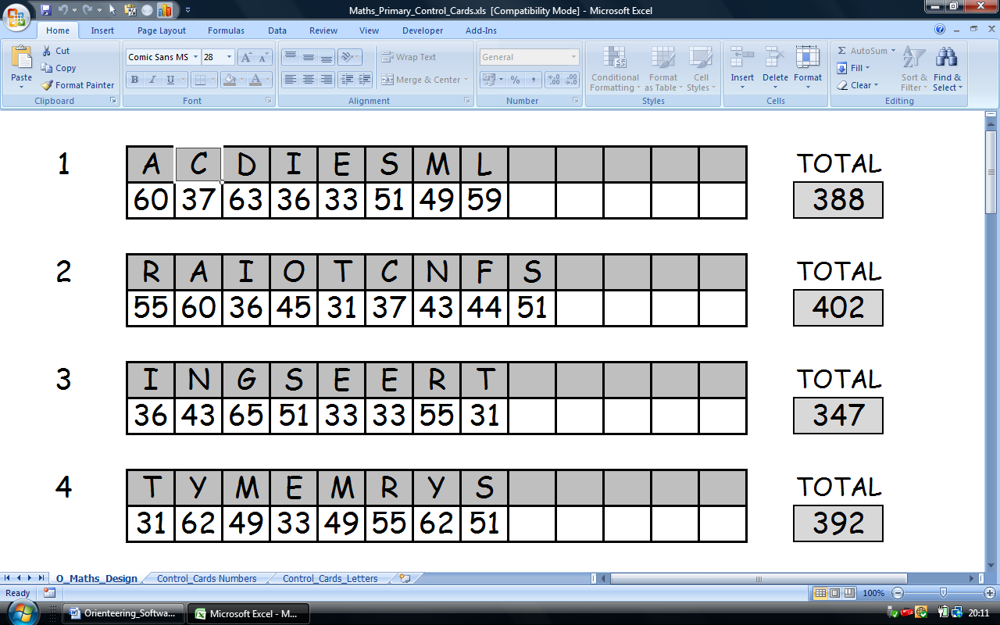 Maths_Primary_Control_Cards.xls [Compatibility Mode] - Microsoft Excel
Home Insert Page Layout Formulas Data Review View Developer Add-Ins
Paste Cut Copy Format Painter
Comic Sans MS 28 A A
B I U A
Wrap Text
Merge & Center
General
% , .0 .00 .00 .0
Conditional Formatting Format as Table Cell Styles
Insert Delete Format
Σ AutoSum Fill Clear Sort & Filter Find & Select
Clipboard Font Alignment Number Styles Cells Editing
1 A C D I E S M L TOTAL
60 37 63 36 33 51 49 59 388
2 R A I O T C N F S TOTAL
55 60 36 45 31 37 43 44 51 402
3 I N G S E E R T TOTAL
36 43 65 51 33 33 55 31 347
4 T Y M E M R Y S TOTAL
31 62 49 33 49 55 62 51 392
O_Maths_Design Control_Cards Numbers Control_Cards_Letters
Ready 100%
Orienteering_Softwa... Microsoft Excel - M... 20:11